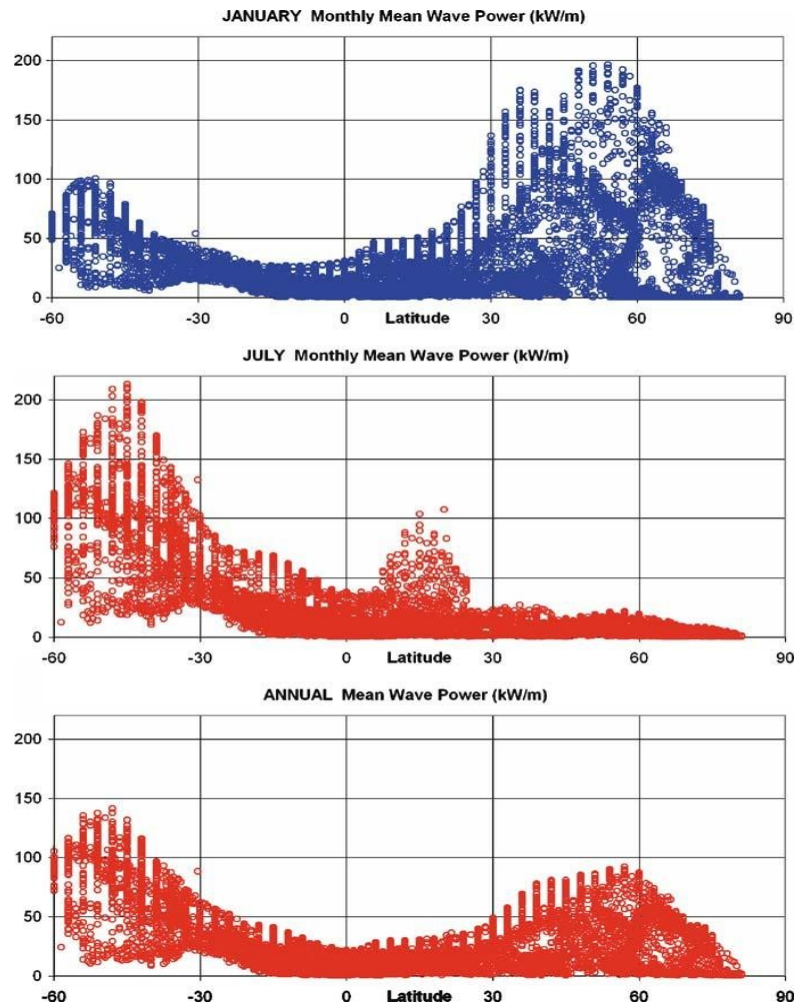 JANUARY Monthly Mean Wave Power (kW/m)
200
150
100
50
0
-60 -30 0 Latitude 30 60 90
JULY Monthly Mean Wave Power (kW/m)
200
150
100
50
0
-60 -30 0 Latitude 30 60 90
ANNUAL Mean Wave Power (kW/m)
200
150
100
50
0
-60 -30 0 Latitude 30 60 90